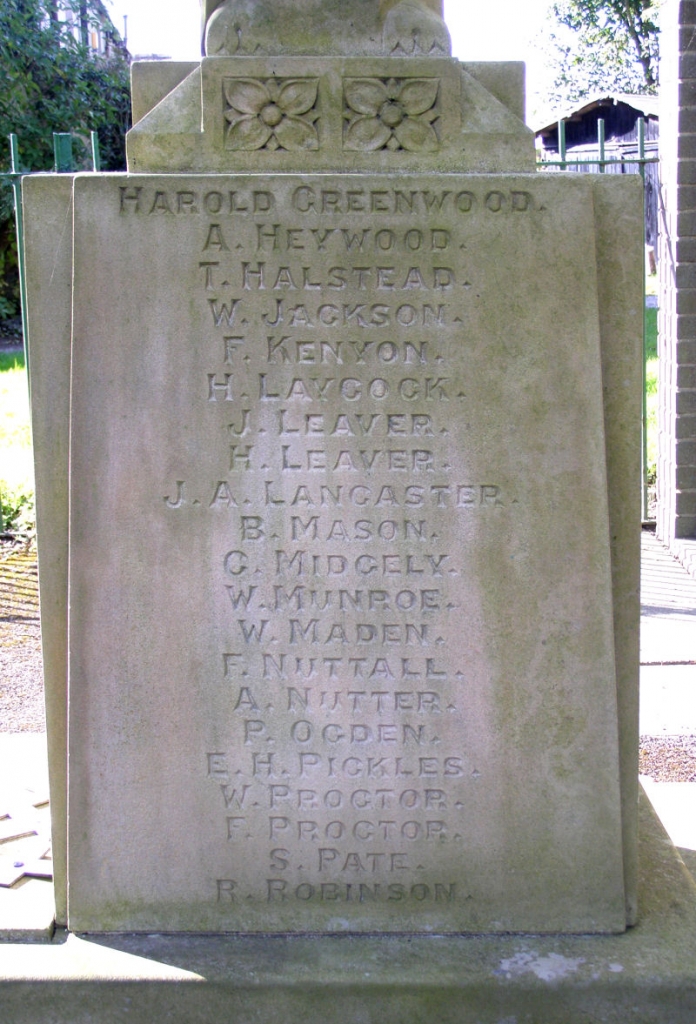 HAROLD GREENWOOD.
A. HEYWOOD.
T. HALSTEAD.
W. JACKSON.
F. KENYON.
H. LAYCOCK.
J. LEAVER.
H. LEAVER.
J. A. LANCASTER.
B. MASON.
G. MIDGELY.
W. MUNROE.
W. MADEN.
F. NUTTALL.
A. NUTTER.
P. OGDEN.
E. H. PICKLES.
W. PROCTOR.
F. PROCTOR.
S. PATE.
R. ROBINSON.